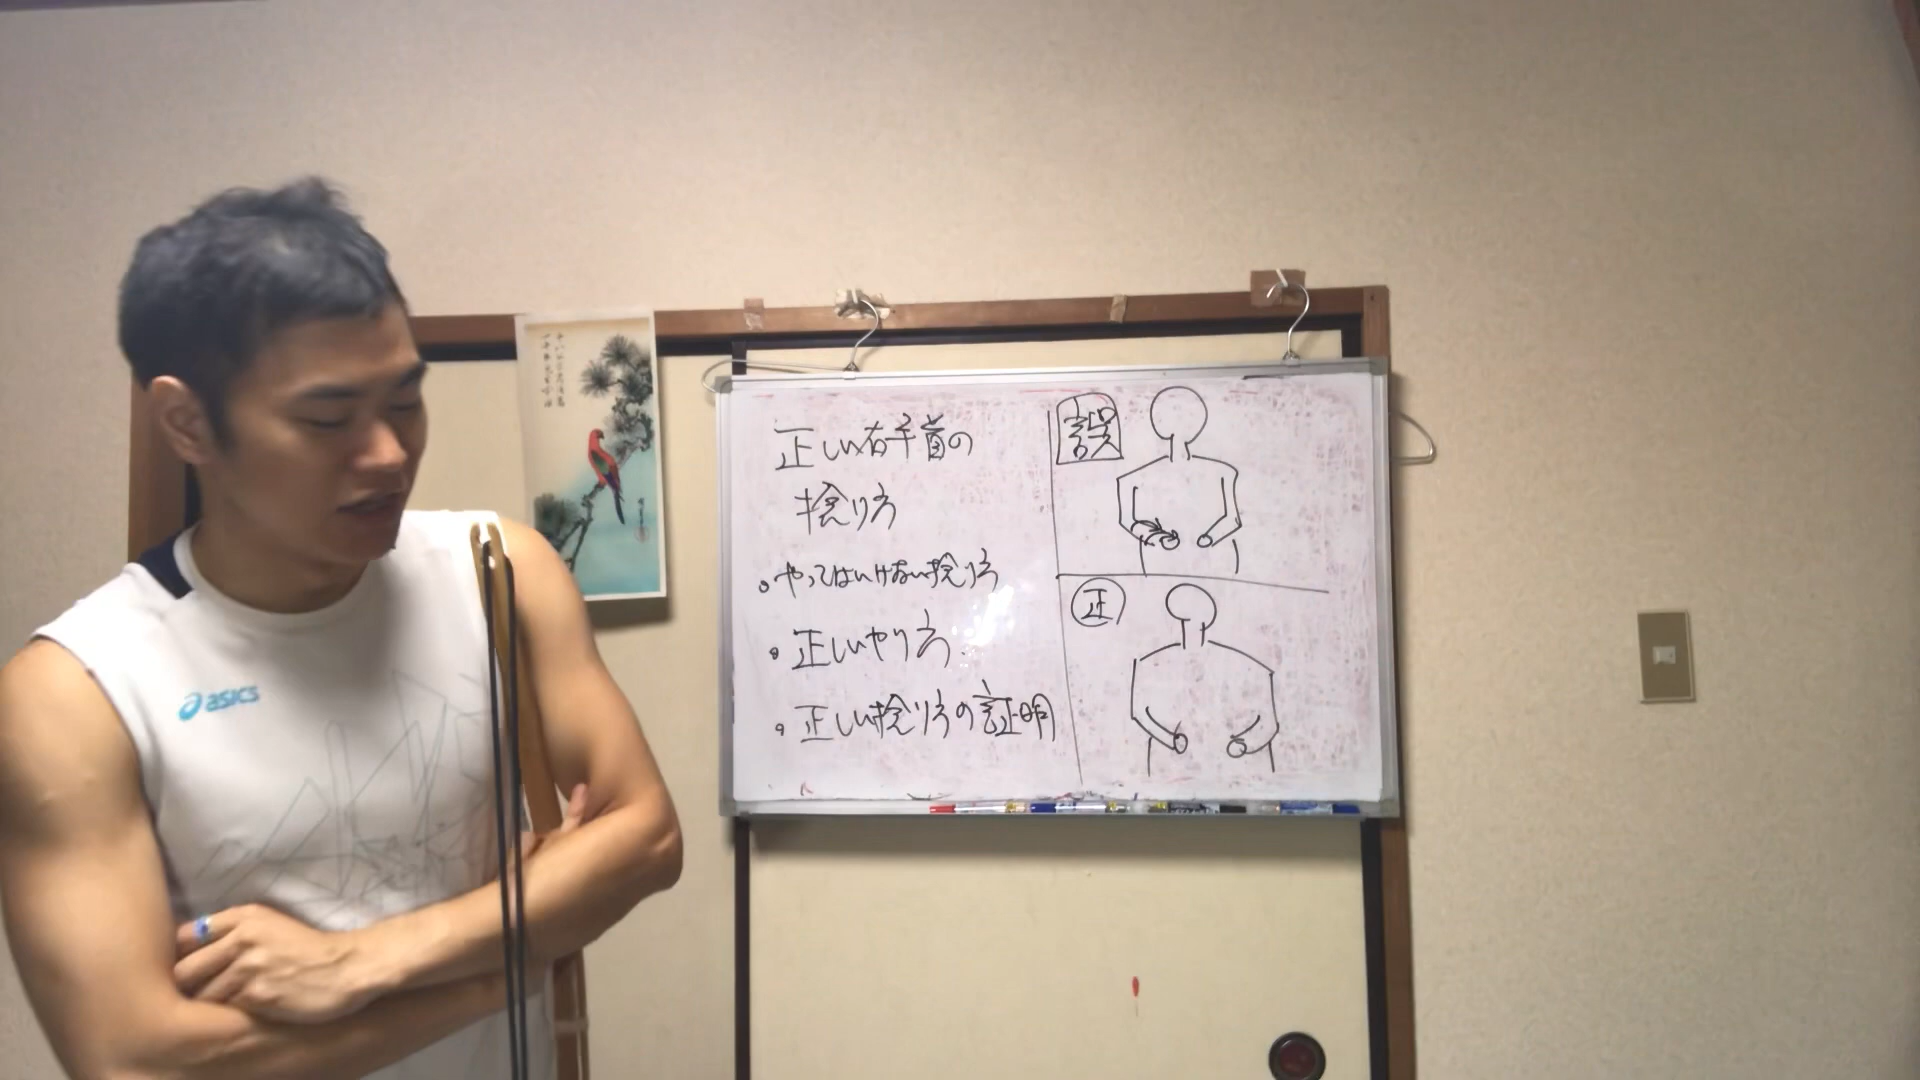 正しい右手首の
捻り方
・やってはいけない捻り方
・正しいやり方
・正しい捻り方の証明
誤
正
asics